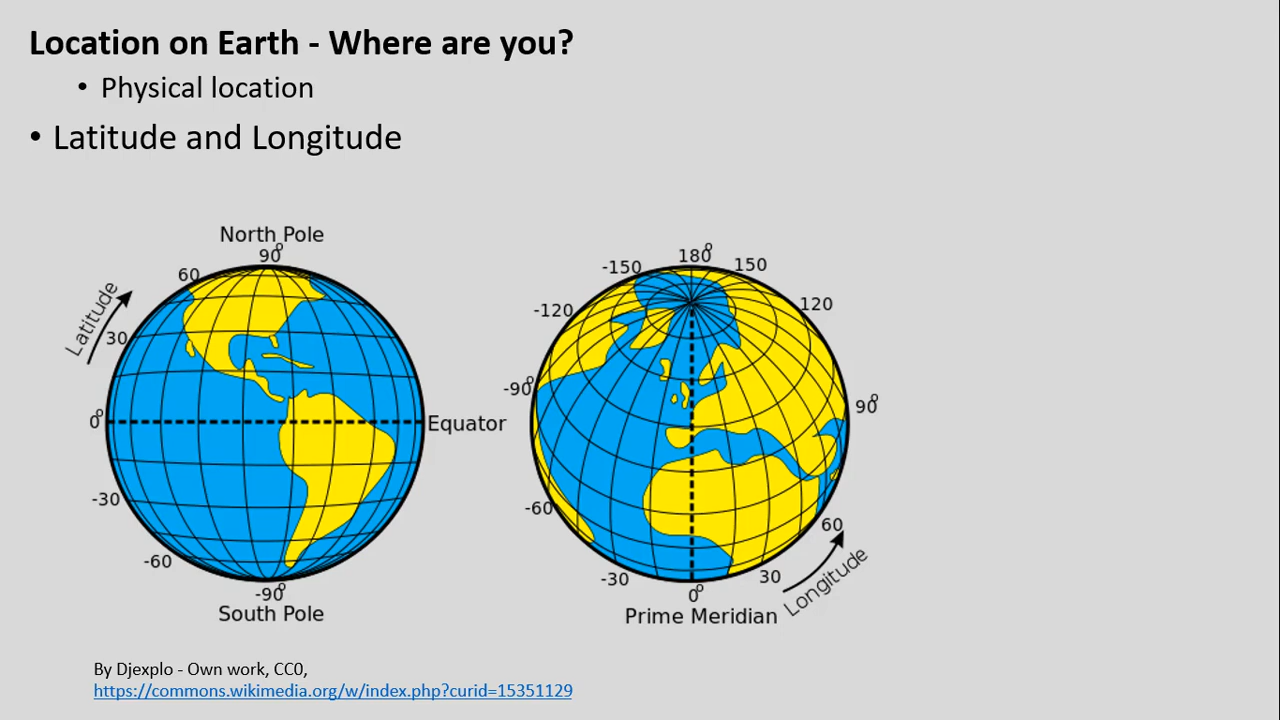 Location on Earth - Where are you?
• Physical location
• Latitude and Longitude
North Pole
90°
60
Latitude
30
0°
Equator
-30
-60
-90°
South Pole
180°
-150
150
-120
120
-90°
90°
-60
60
-30
30
0°
Longitude
Prime Meridian
By Djexplo - Own work, CC0,
https://commons.wikimedia.org/w/index.php?curid=15351129